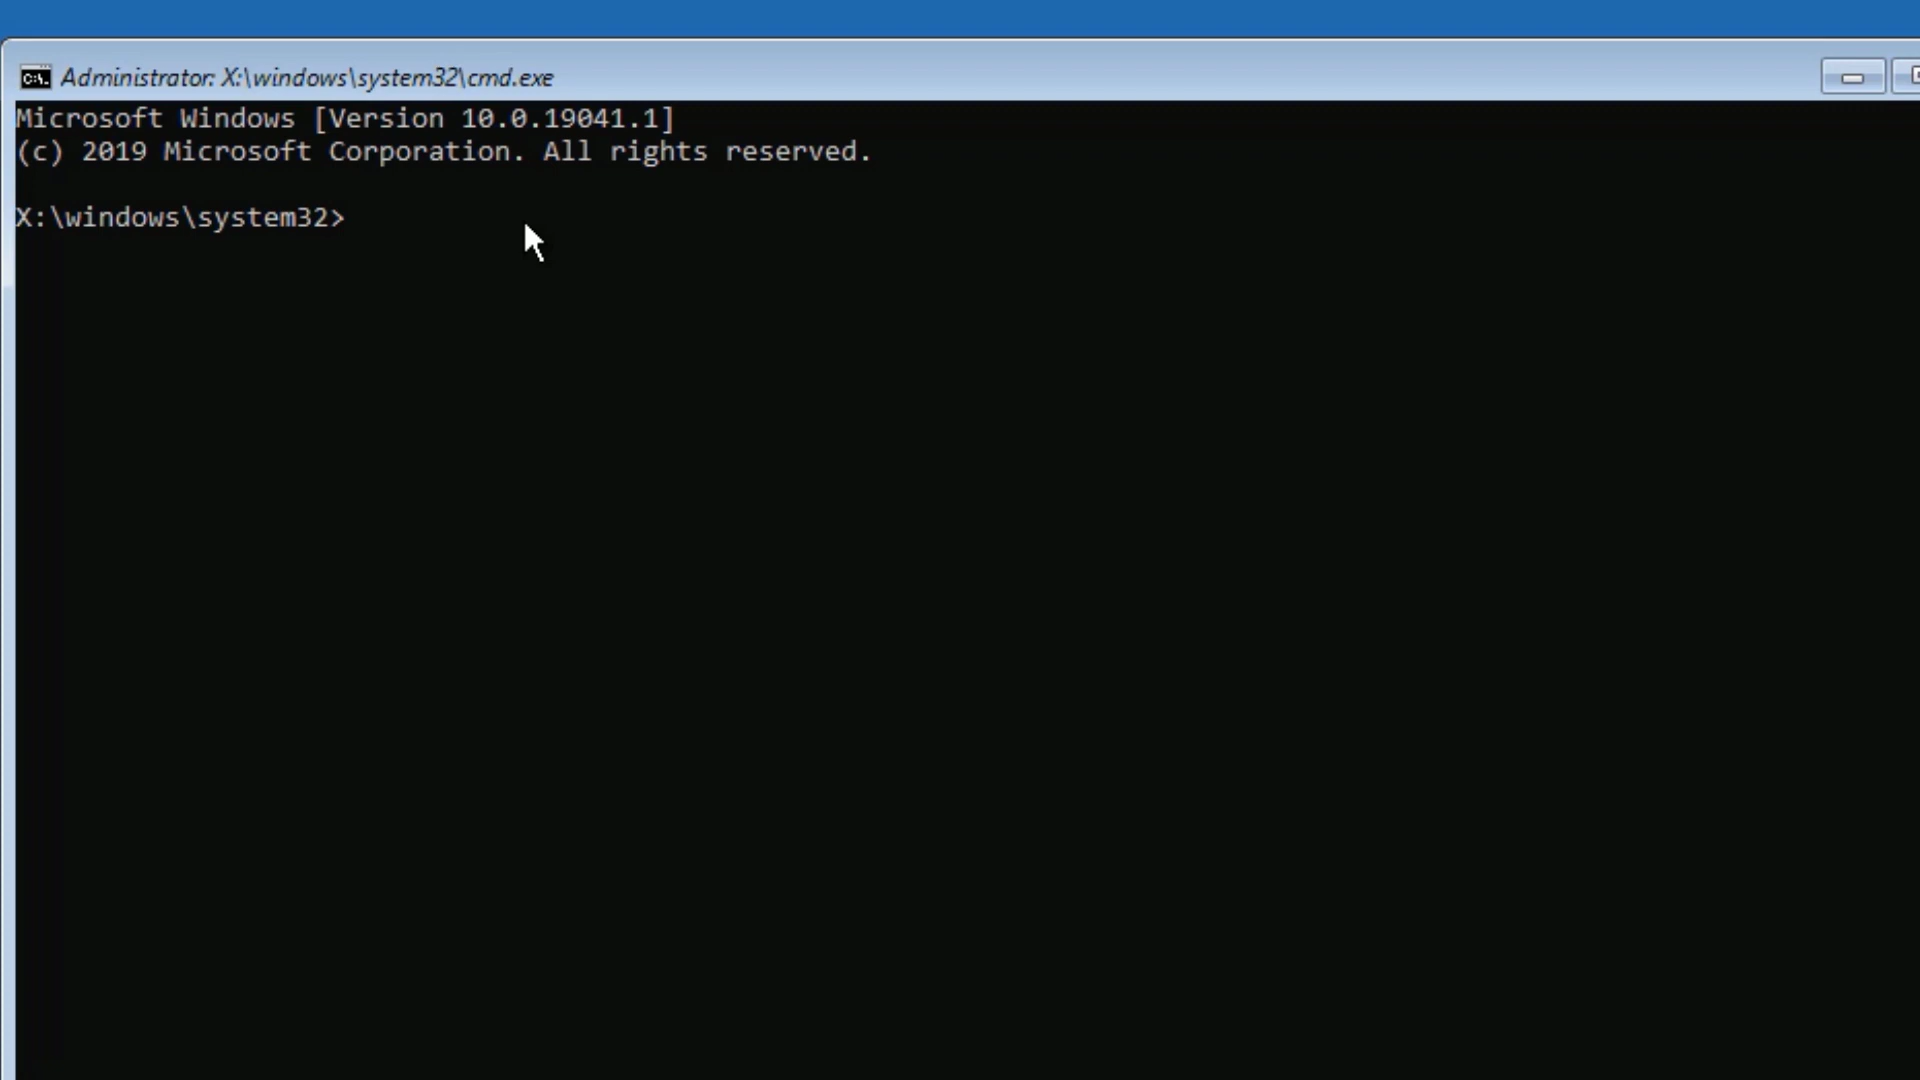 Administrator: X:\windows\system32\cmd.exe
Microsoft Windows [Version 10.0.19041.1]
(c) 2019 Microsoft Corporation. All rights reserved.
X:\windows\system32>